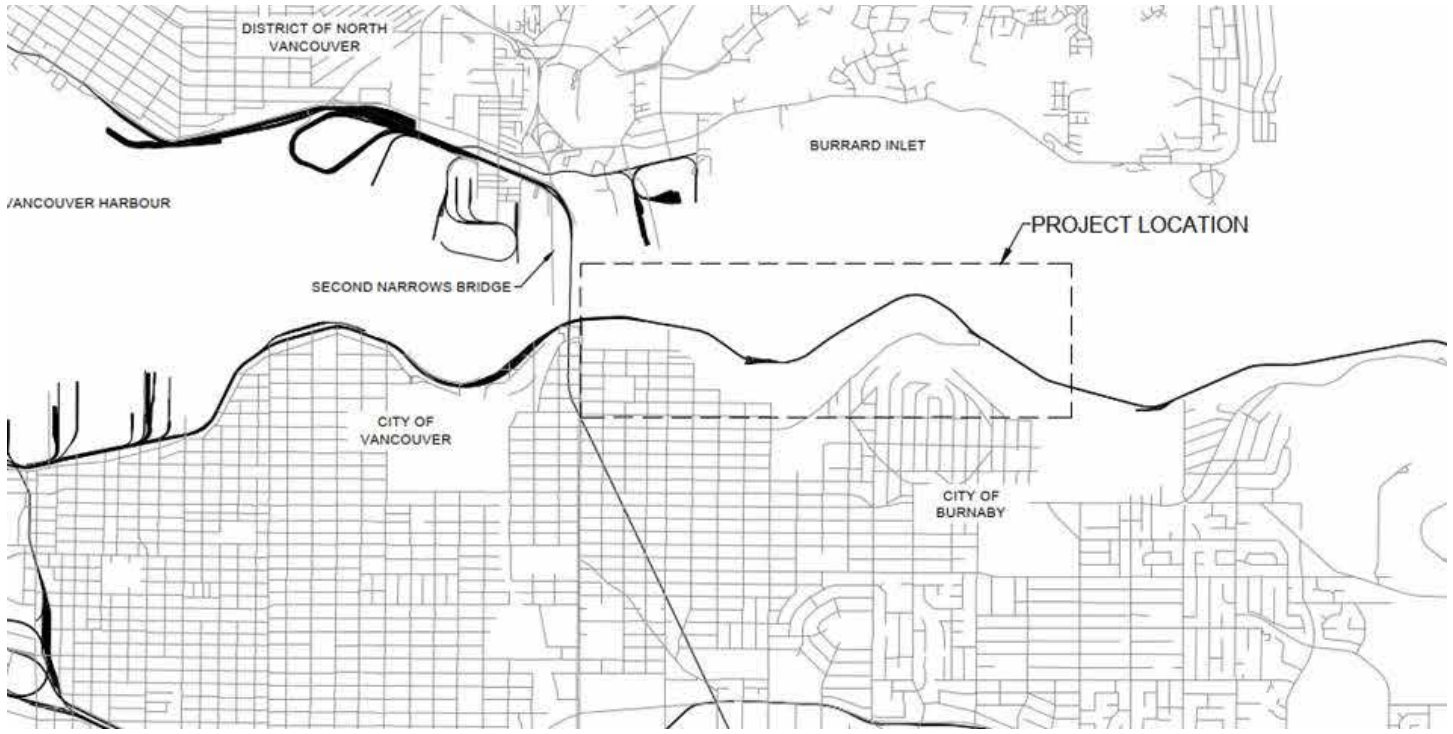 DISTRICT OF NORTH
VANCOUVER
BURRARD INLET
VANCOUVER HARBOUR
PROJECT LOCATION
SECOND NARROWS BRIDGE
CITY OF
VANCOUVER
CITY OF
BURNABY